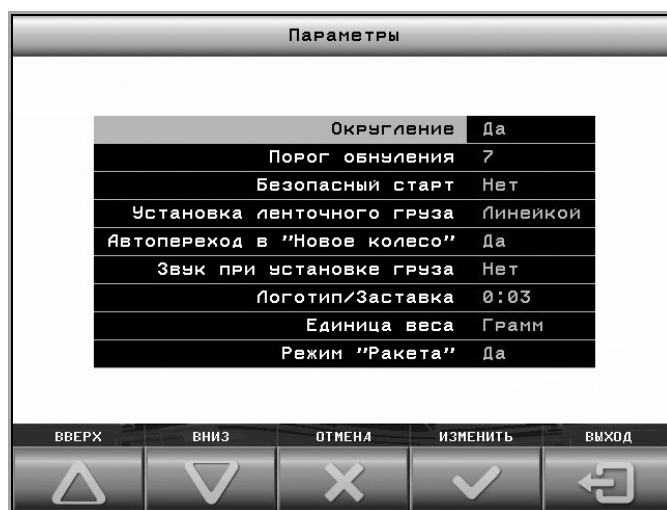 Параметры
Округление Да
Порог обнуления 7
Безопасный старт Нет
Установка ленточного груза Линейкой
Автопереход в "Новое колесо" Да
Звук при установке груза Нет
Логотип/Заставка 0:03
Единица веса Грамм
Режим "Ракета" Да
ВВЕРХ ВНИЗ ОТМЕНА ИЗМЕНИТЬ ВЫХОД